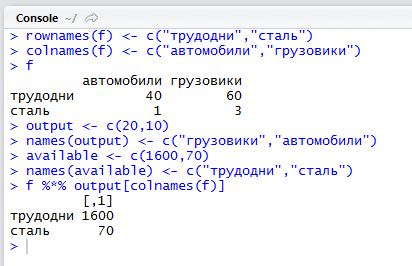 Console ~/
> rownames(f) <- c("трудодни","сталь")
> colnames(f) <- c("автомобили","грузовики")
> f
         автомобили грузовики
трудодни         40        60
сталь             1         3
> output <- c(20,10)
> names(output) <- c("грузовики","автомобили")
> available <- c(1600,70)
> names(available) <- c("трудодни","сталь")
> f %*% output[colnames(f)]
         [,1]
трудодни 1600
сталь      70
>